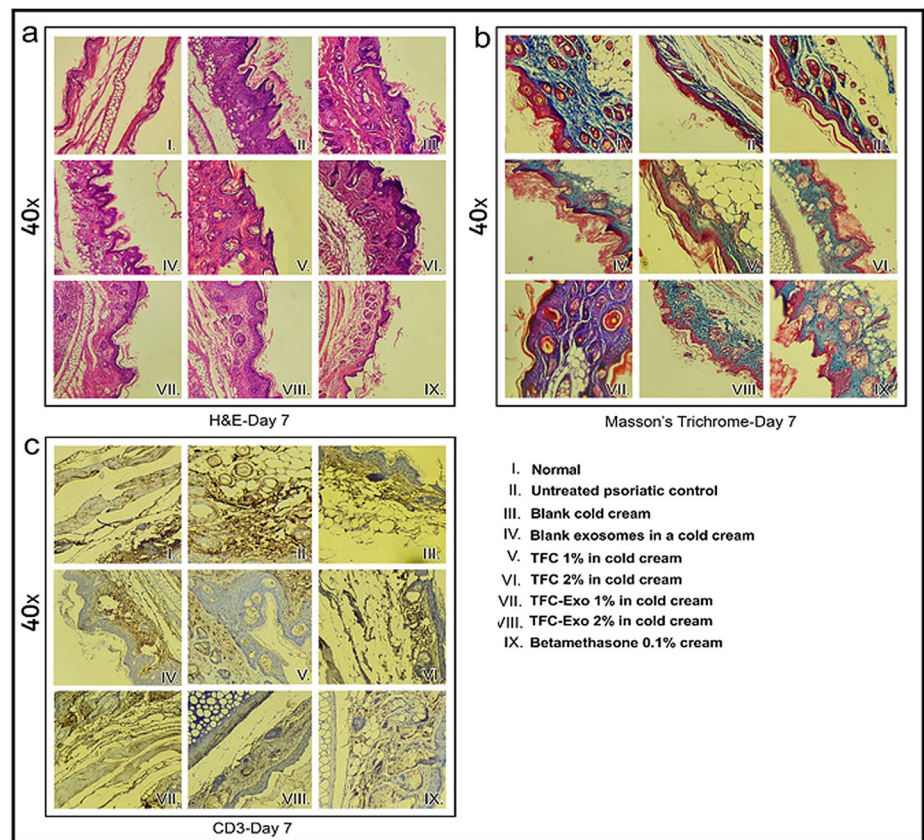 a
40x
I.
II.
III.
IV.
V.
VI.
VII.
VIII.
IX.
H&E-Day 7
b
40x
I.
II.
III.
IV.
V.
VI.
VII.
VIII.
IX.
Masson's Trichrome-Day 7
c
40x
I.
II.
III.
IV.
V.
VI.
VII.
VIII.
IX.
CD3-Day 7
I. Normal
II. Untreated psoriatic control
III. Blank cold cream
IV. Blank exosomes in a cold cream
V. TFC 1% in cold cream
VI. TFC 2% in cold cream
VII. TFC-Exo 1% in cold cream
VIII. TFC-Exo 2% in cold cream
IX. Betamethasone 0.1% cream